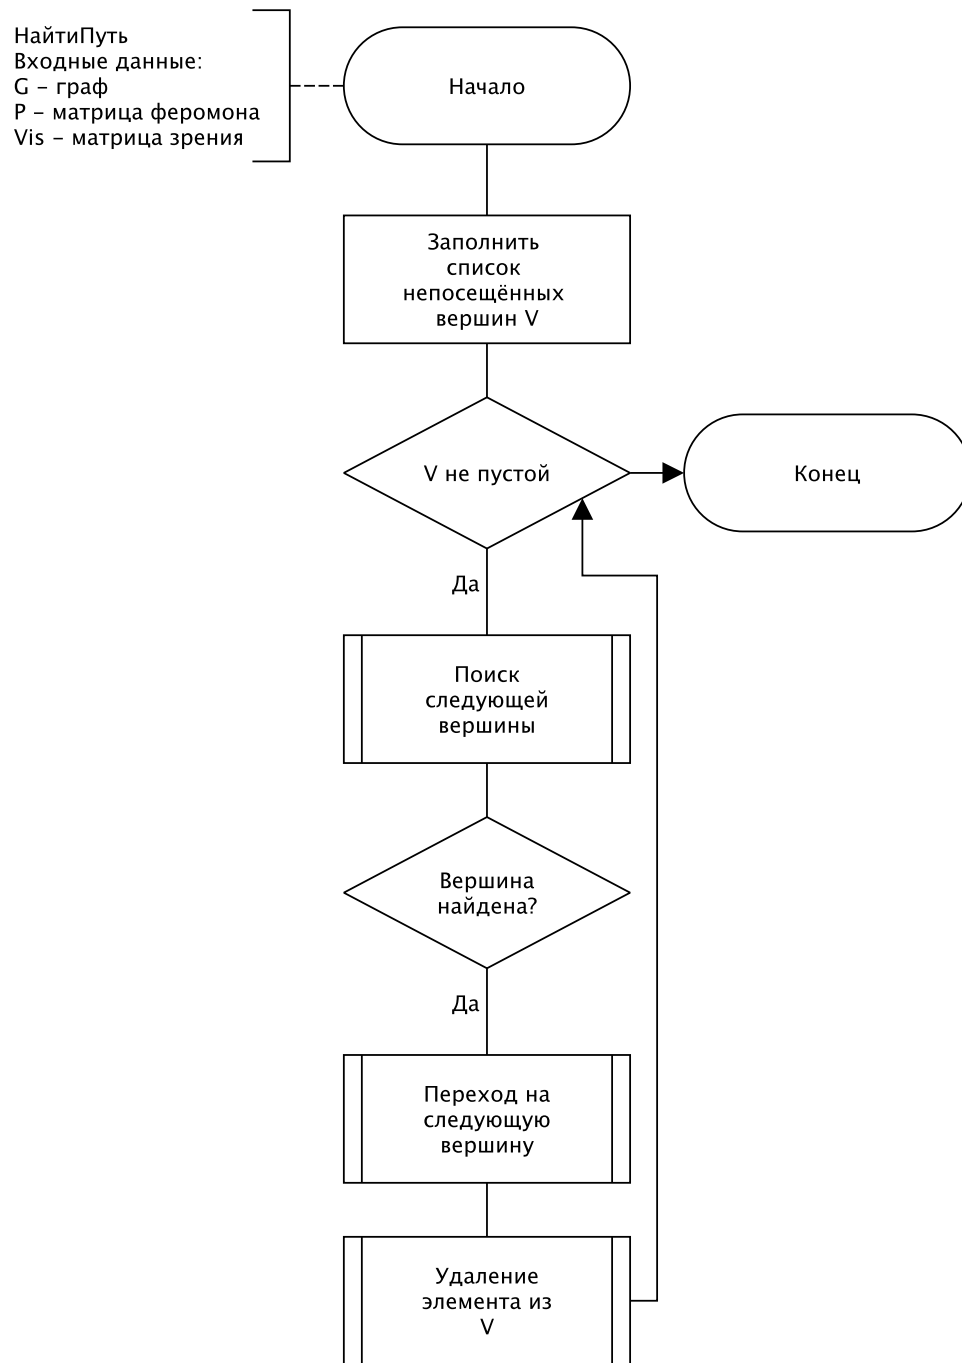 НайтиПуть
Входные данные:
G – граф
P – матрица феромона
Vis – матрица зрения
Начало
Заполнить
список
непосещённых
вершин V
V не пустой
Конец
Да
Поиск
следующей
вершины
Вершина
найдена?
Да
Переход на
следующую
вершину
Удаление
элемента из
V